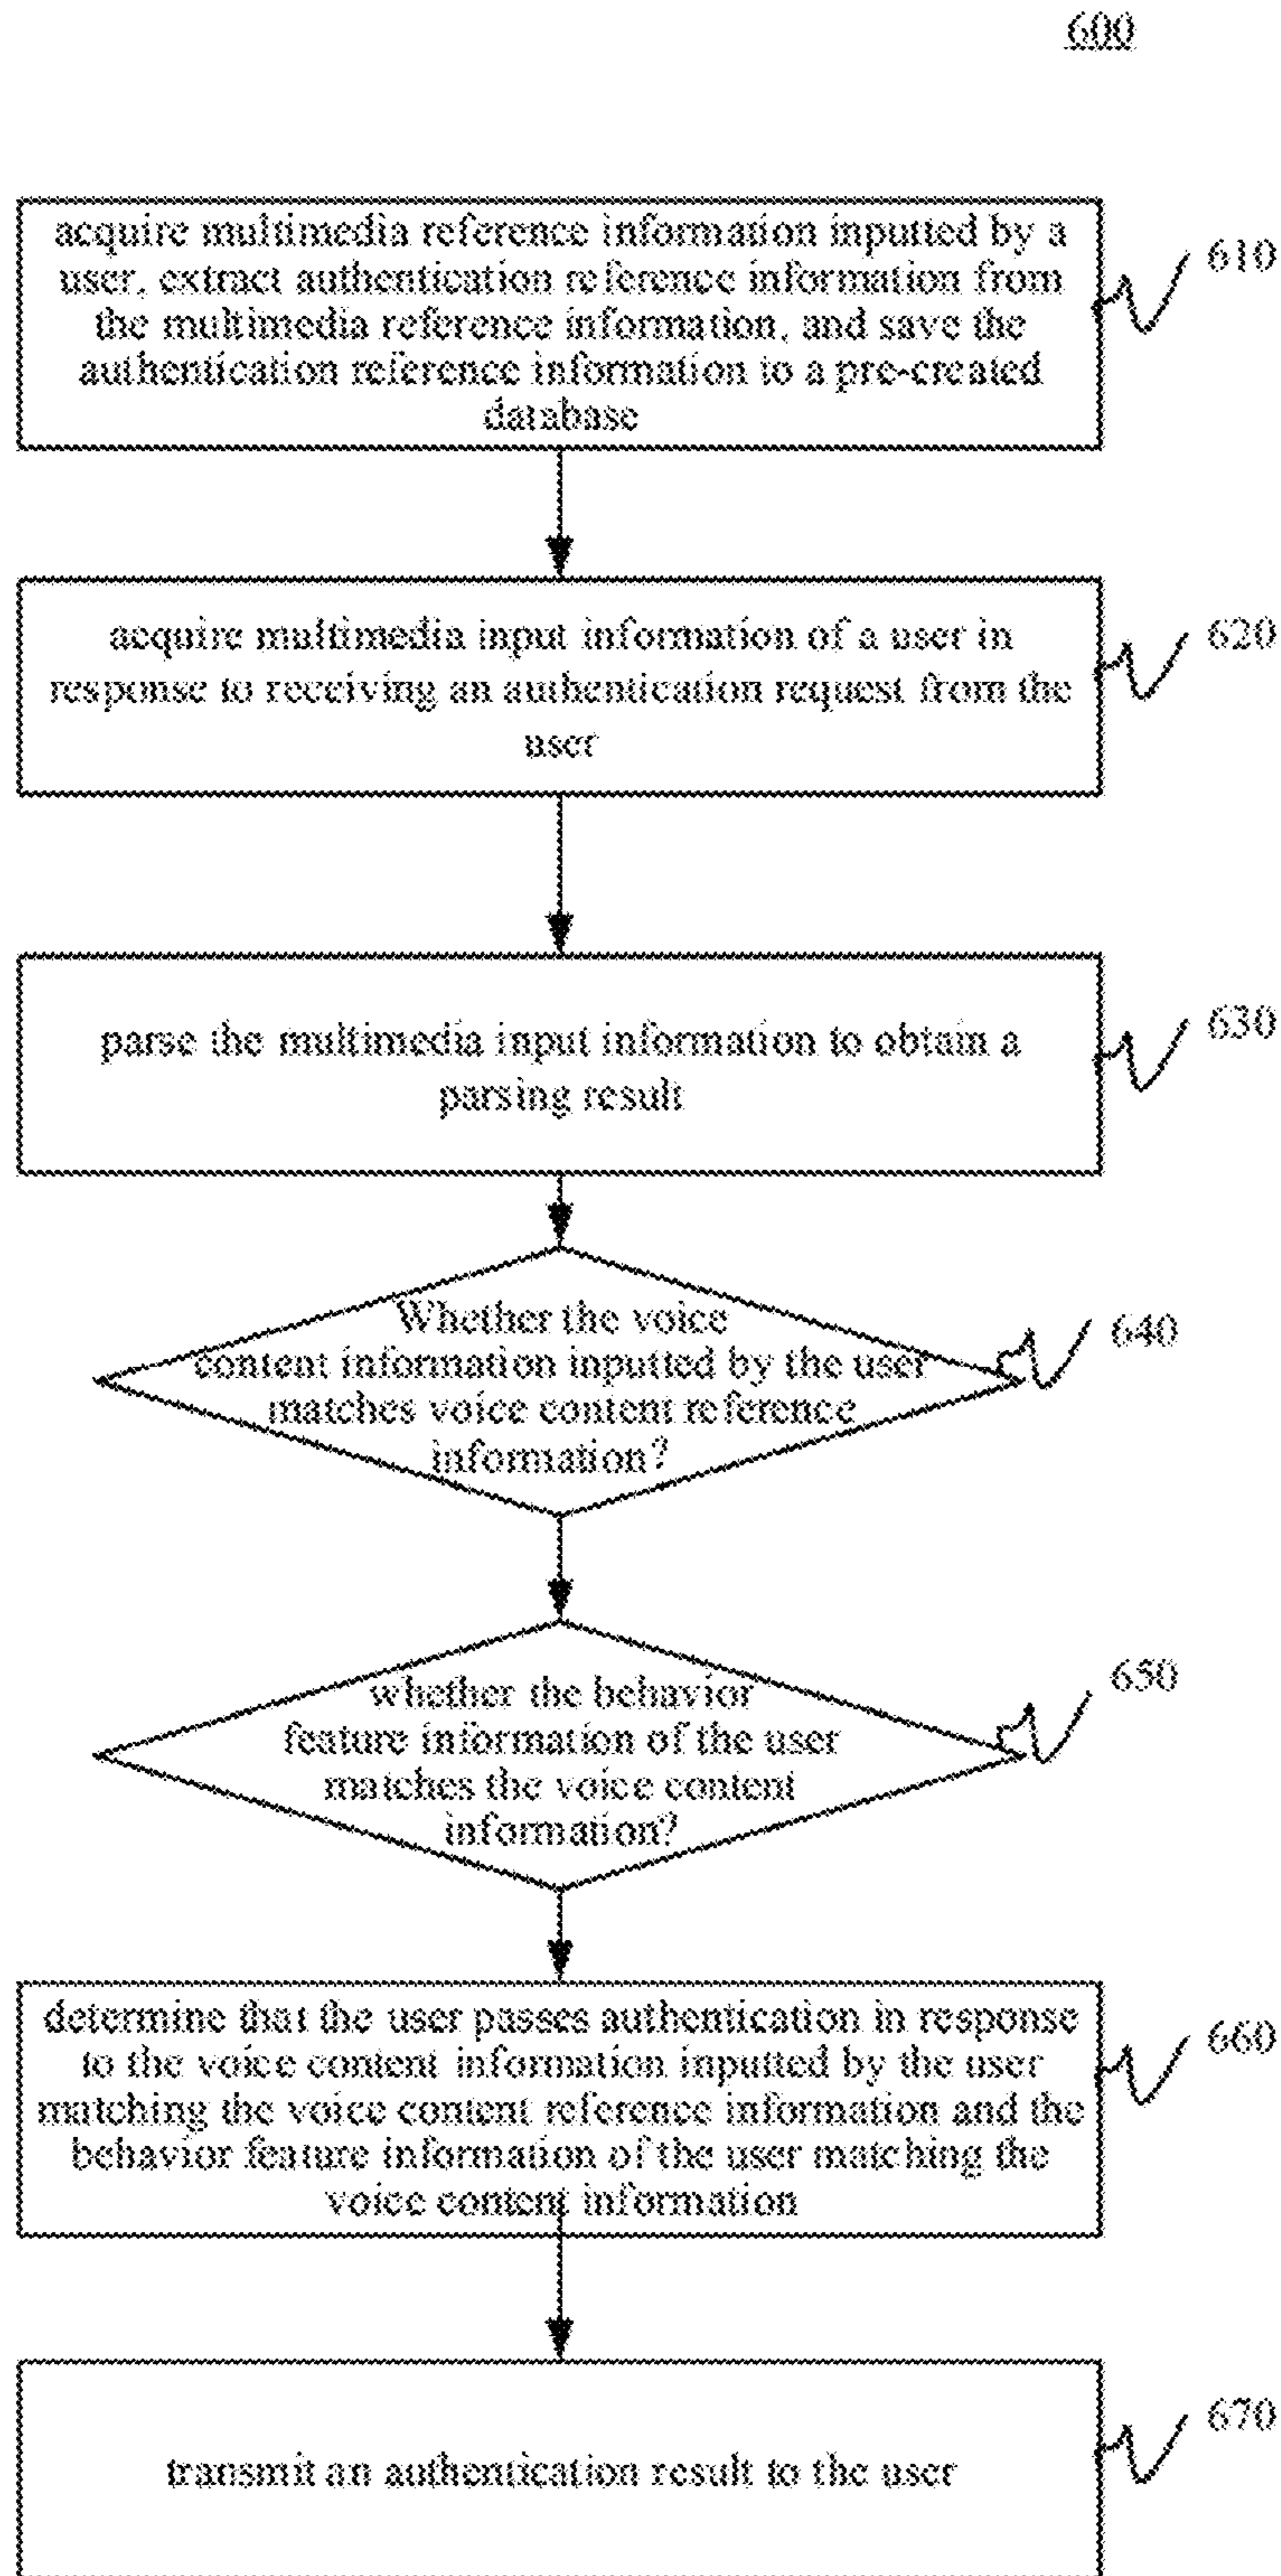 600
acquire multimedia reference information inputted by a
user, extract authentication reference information from
the multimedia reference information, and save the
authentication reference information to a pre-created
database
610
acquire multimedia input information of a user in
response to receiving an authentication request from the
user
620
parse the multimedia input information to obtain a
parsing result
630
Whether the voice
content information inputted by the user
matches voice content reference
information?
640
whether the behavior
feature information of the user
matches the voice content
information?
650
determine that the user passes authentication in response
to the voice content information inputted by the user
matching the voice content reference information and the
behavior feature information of the user matching the
voice content information
660
transmit an authentication result to the user
670